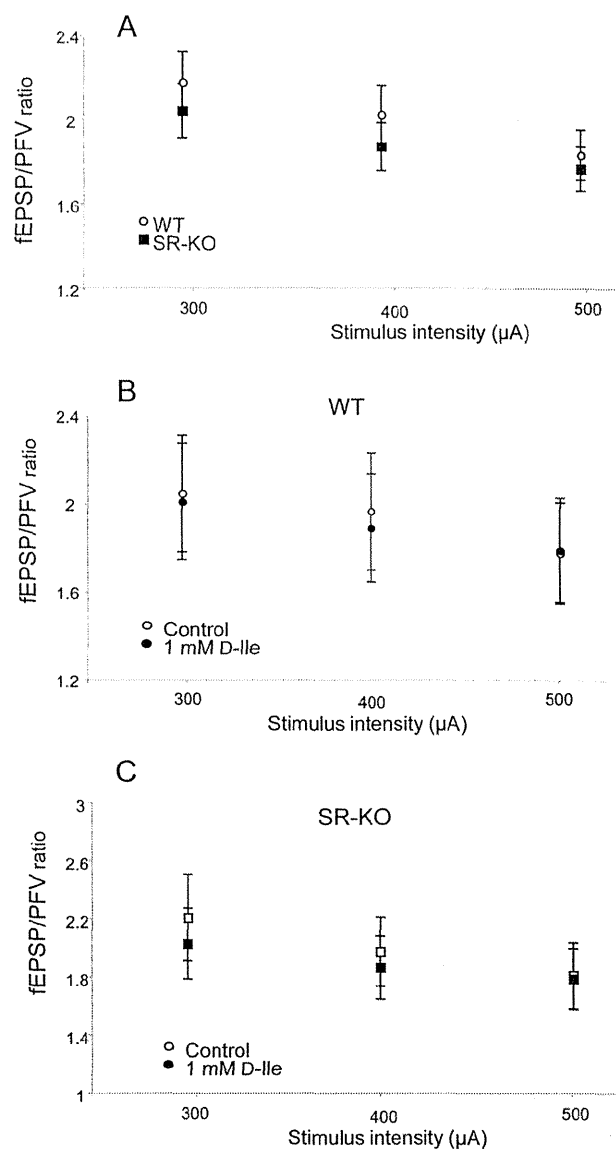 A
fEPSP/PFV ratio
2.4
2
1.6
1.2
WT
SR-KO
300
400
500
Stimulus intensity (µA)
B
WT
fEPSP/PFV ratio
2.4
2
1.6
1.2
Control
1 mM D-Ile
300
400
500
Stimulus intensity (µA)
C
SR-KO
fEPSP/PFV ratio
3
2.6
2.2
1.8
1.4
1
Control
1 mM D-Ile
300
400
500
Stimulus intensity (µA)